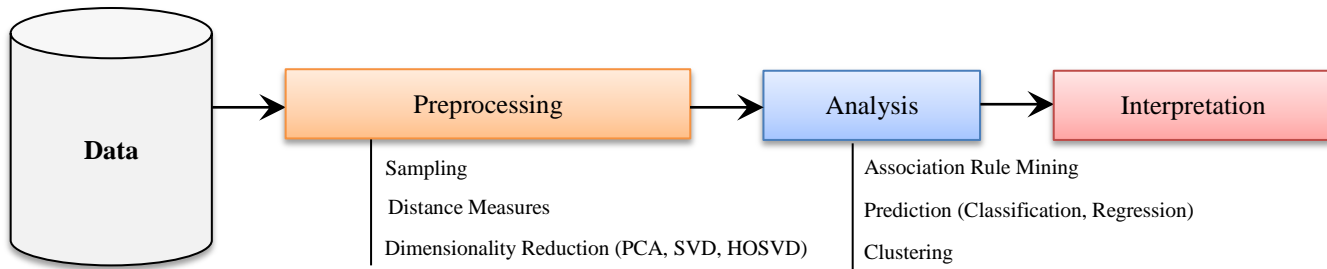 Data
Preprocessing
Sampling
Distance Measures
Dimensionality Reduction (PCA, SVD, HOSVD)
Analysis
Association Rule Mining
Prediction (Classification, Regression)
Clustering
Interpretation